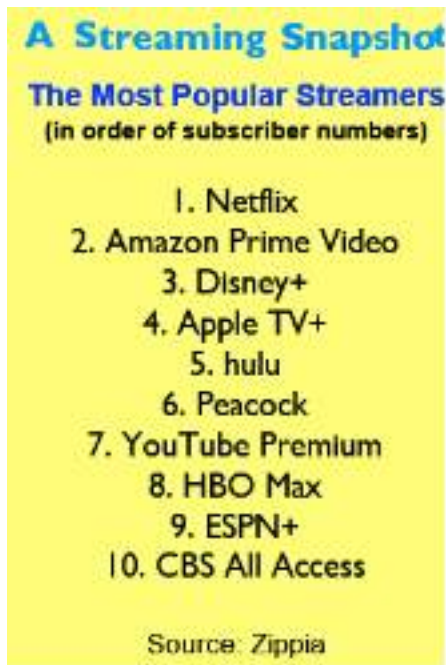 A Streaming Snapshot
The Most Popular Streamers
(in order of subscriber numbers)
1. Netflix
2. Amazon Prime Video
3. Disney+
4. Apple TV+
5. hulu
6. Peacock
7. YouTube Premium
8. HBO Max
9. ESPN+
10. CBS All Access
Source: Zippia